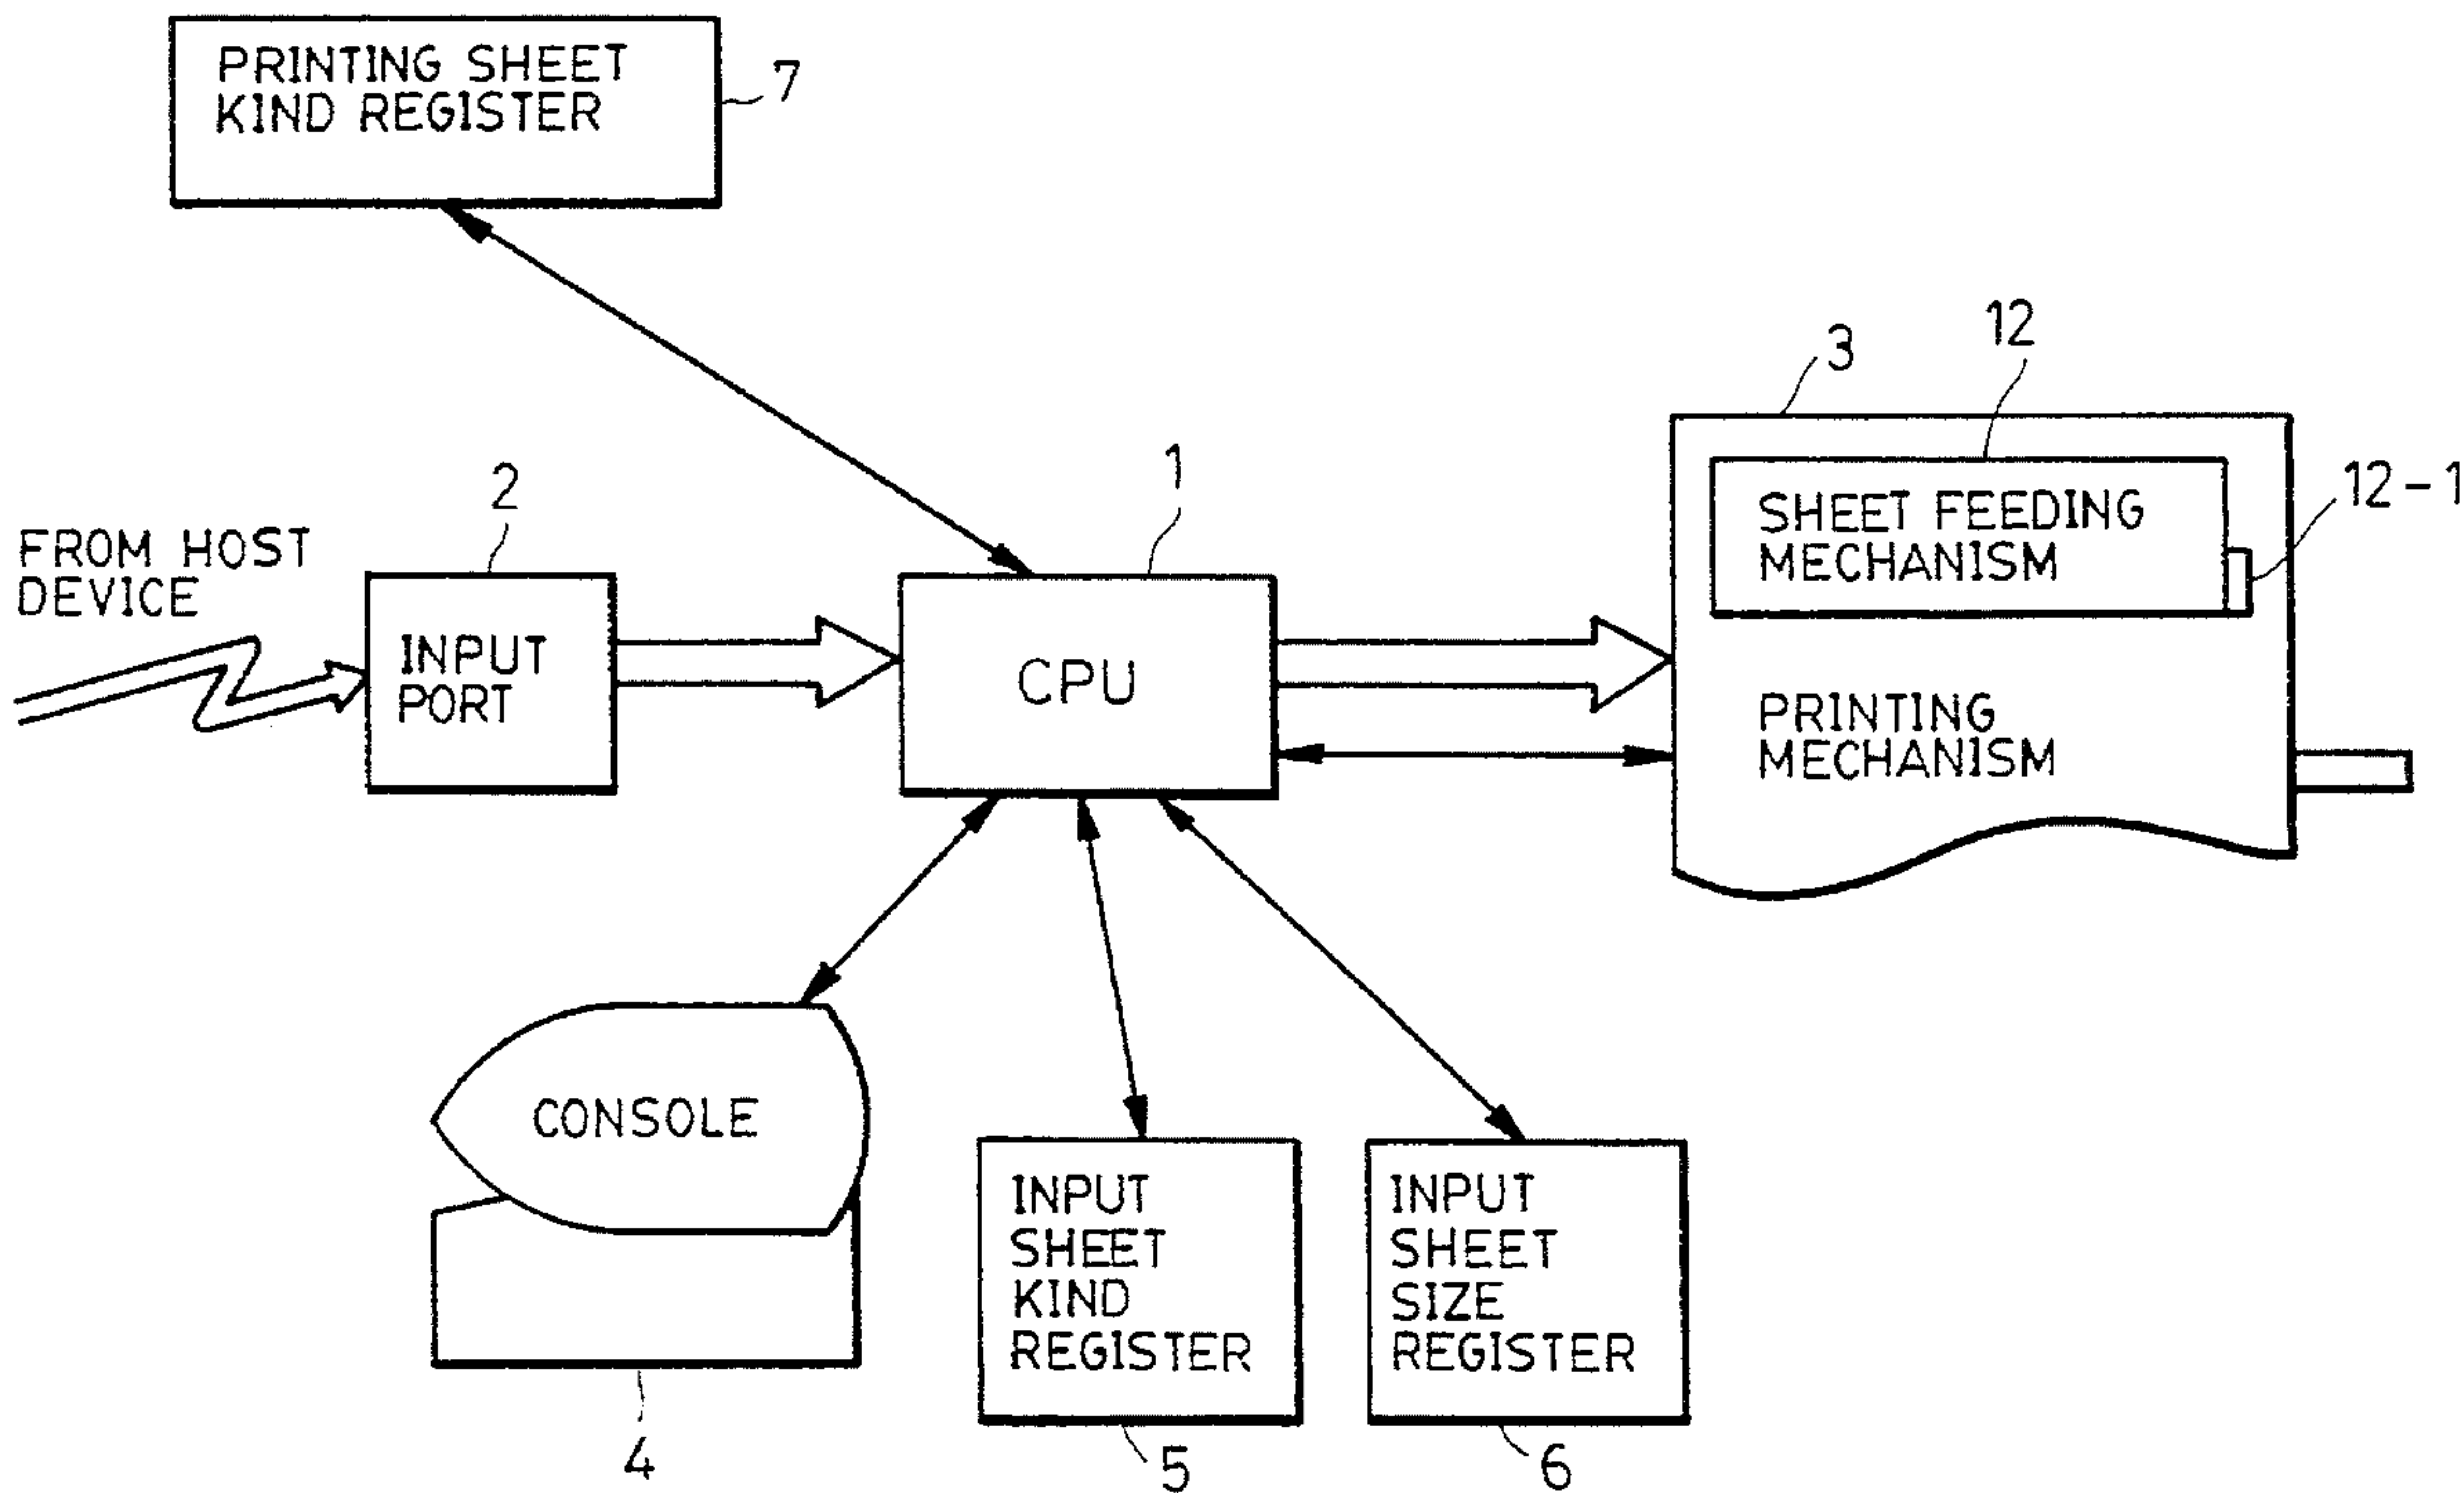 PRINTING SHEET
KIND REGISTER
7
12
3
12-1
1
2
FROM HOST
DEVICE
SHEET FEEDING
MECHANISM
INPUT
PORT
CPU
PRINTING
MECHANISM
CONSOLE
INPUT
SHEET
KIND
REGISTER
INPUT
SHEET
SIZE
REGISTER
4
5
6